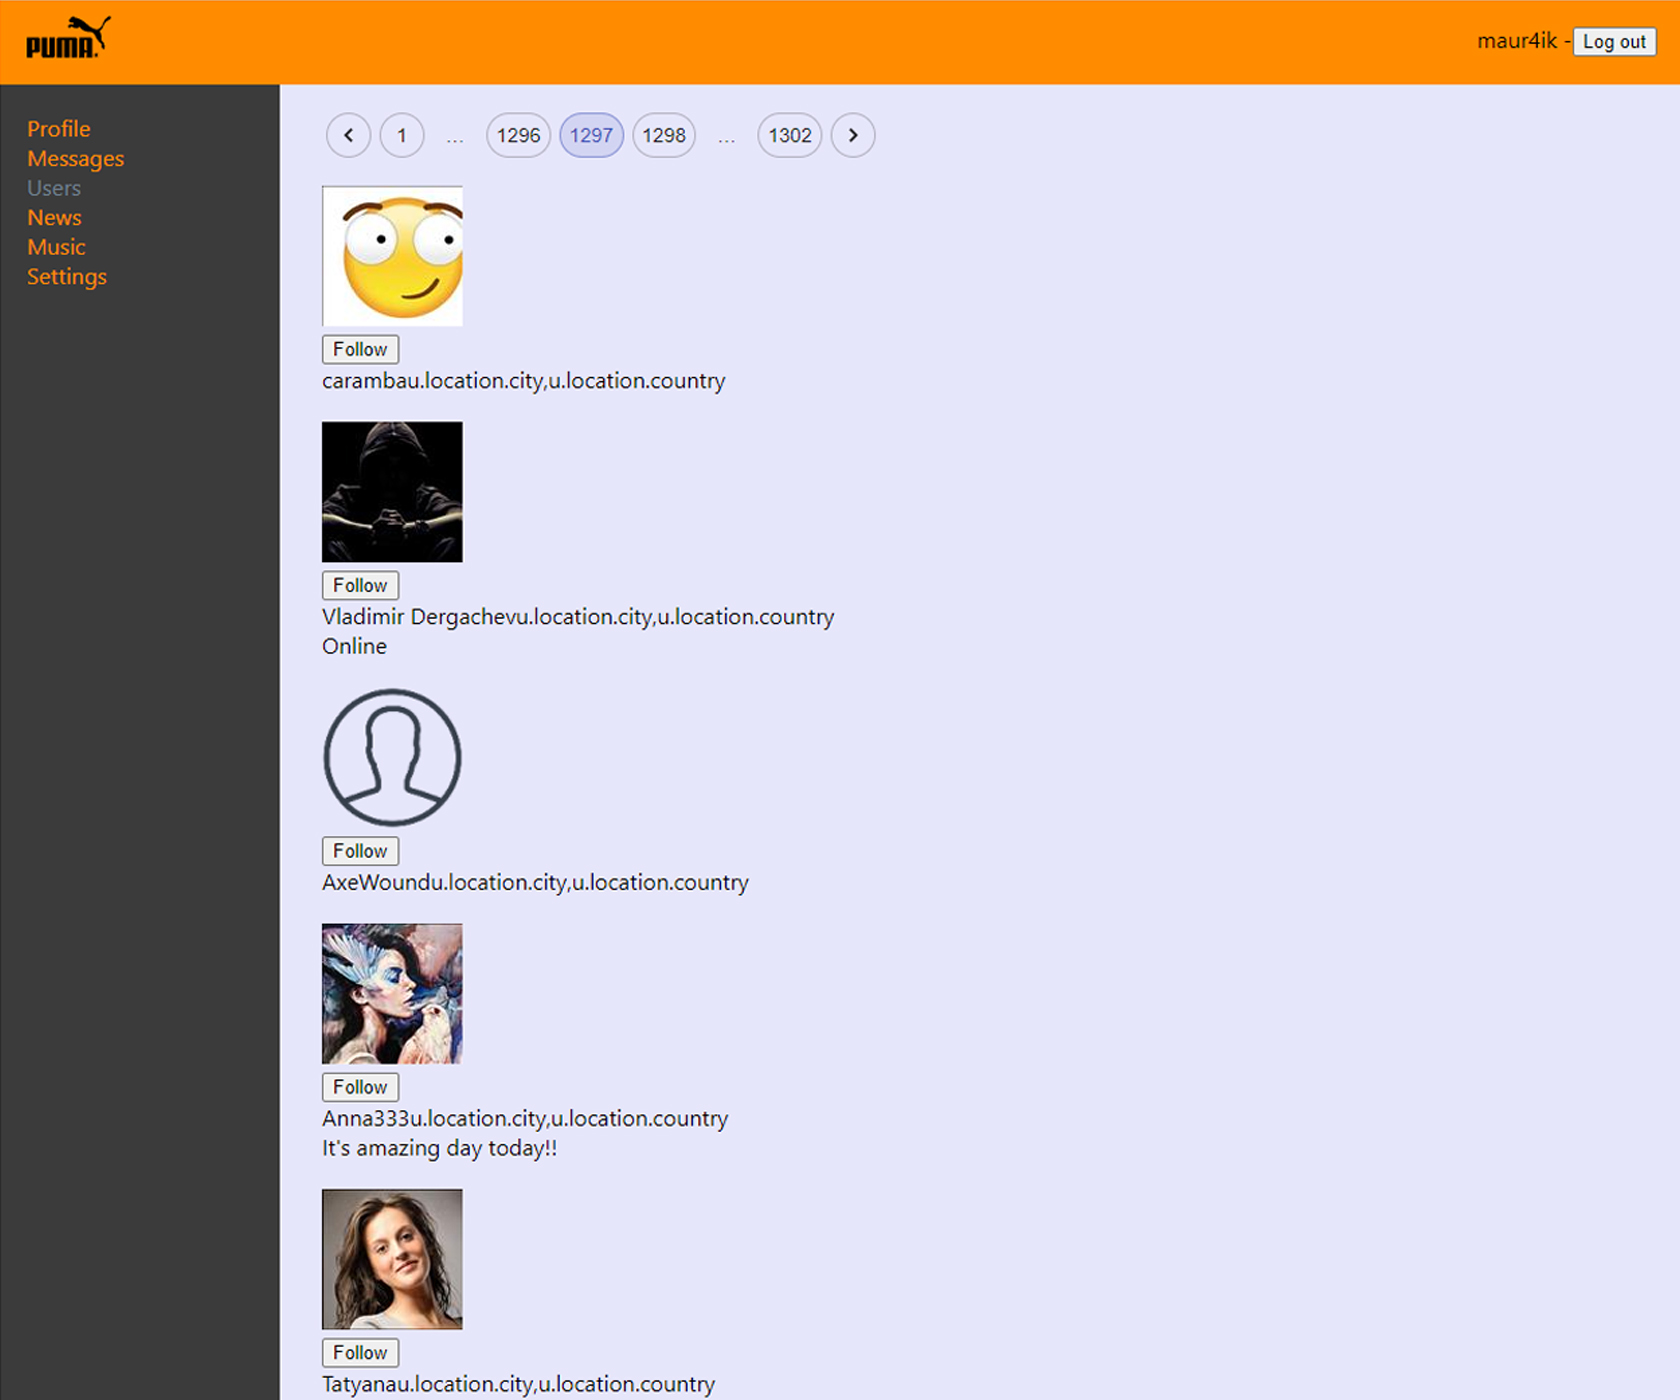 PUMA.
maur4ik - Log out
Profile
Messages
Users
News
Music
Settings
1 ... 1296 1297 1298 ... 1302
Follow
carambau.location.city,u.location.country
Follow
Vladimir Dergachevu.location.city,u.location.country
Online
Follow
AxeWoundu.location.city,u.location.country
Follow
Anna333u.location.city,u.location.country
It's amazing day today!!
Follow
Tatyanau.location.city,u.location.country